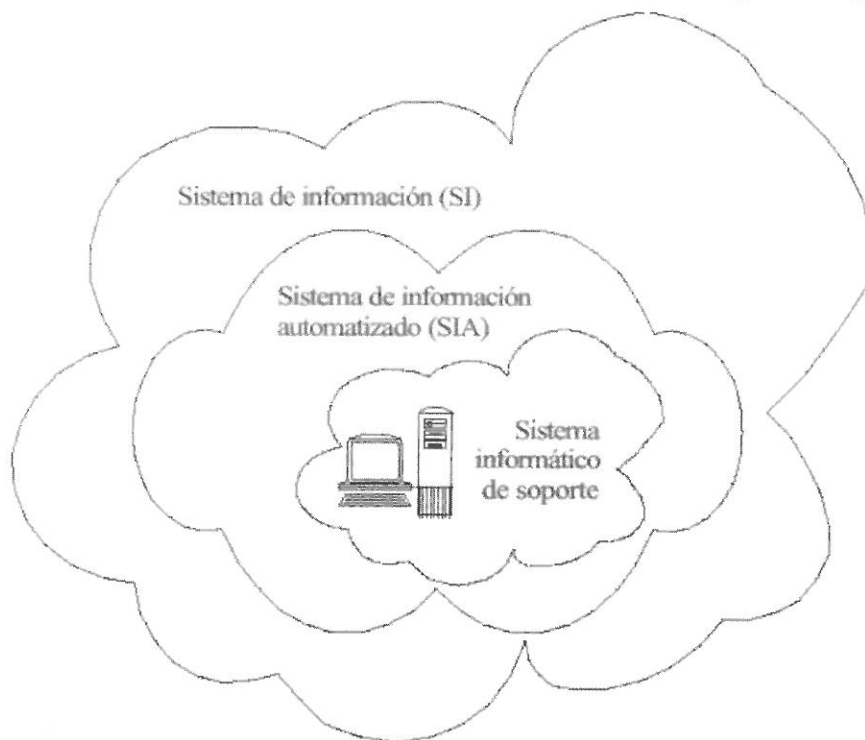 Sistema de información (SI)
Sistema de información
automatizado (SIA)
Sistema
informático
de soporte